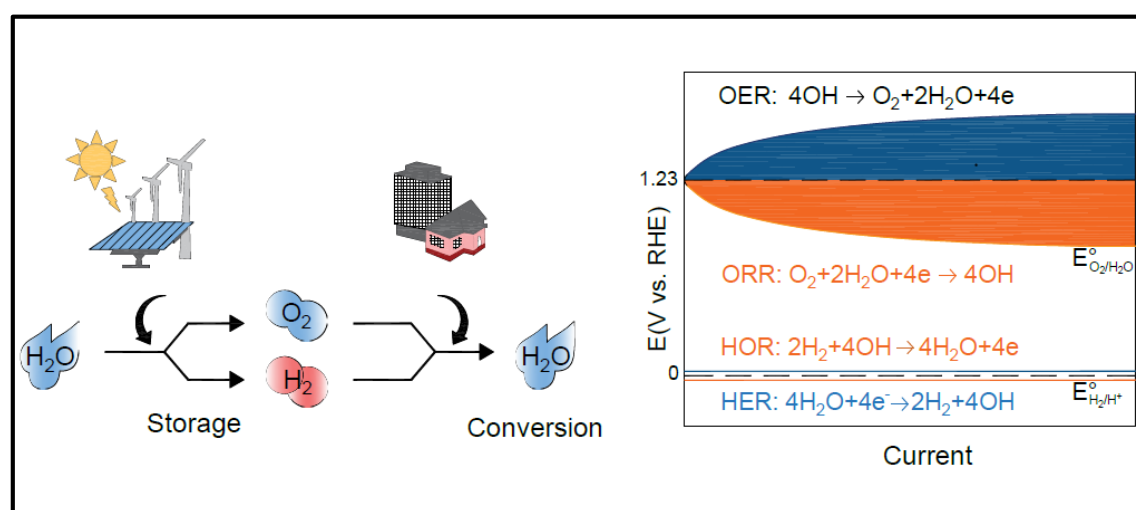 H₂O
O₂
H₂
H₂O
Storage
Conversion
OER: 4OH → O₂+2H₂O+4e
1.23
E°O₂/H₂O
ORR: O₂+2H₂O+4e → 4OH
HOR: 2H₂+4OH→4H₂O+4e
0
E°H₂/H⁺
HER: 4H₂O+4e⁻→2H₂+4OH
E(V vs. RHE)
Current